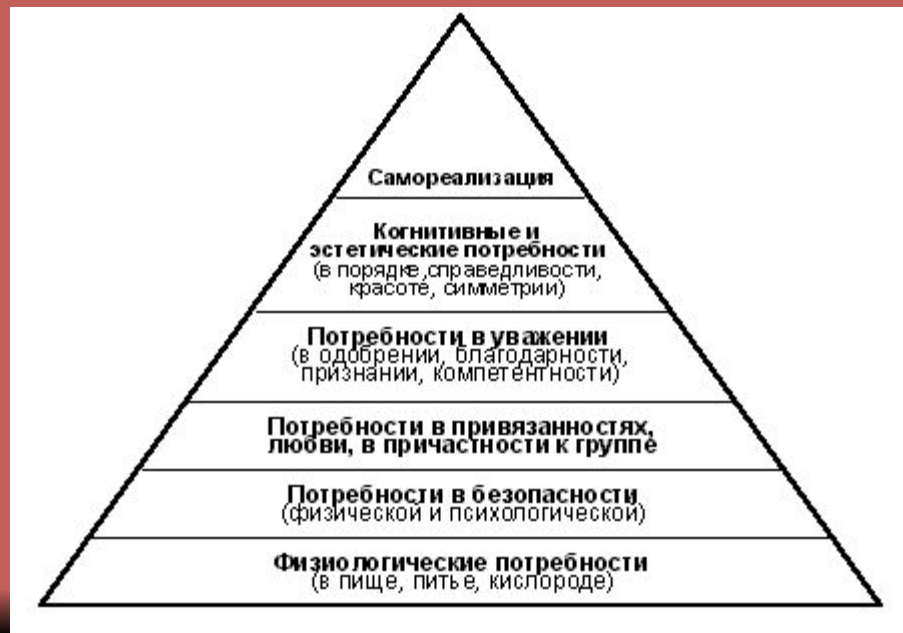 Самореализация
Когнитивные и
эстетические потребности
(в порядке,справедливости,
красоте, симметрии)
Потребности в уважении
(в одобрении, благодарности,
признании, компетентности)
Потребности в привязанностях,
любви, в причастности к группе
Потребности в безопасности
(физической и психологической)
Физиологические потребности
(в пище, питье, кислороде)